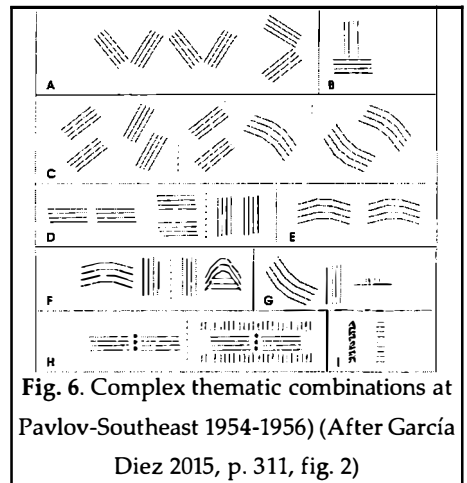 A
B
C
D
E
F
G
H
I
Fig. 6. Complex thematic combinations at
Pavlov-Southeast 1954-1956) (After García
Diez 2015, p. 311, fig. 2)